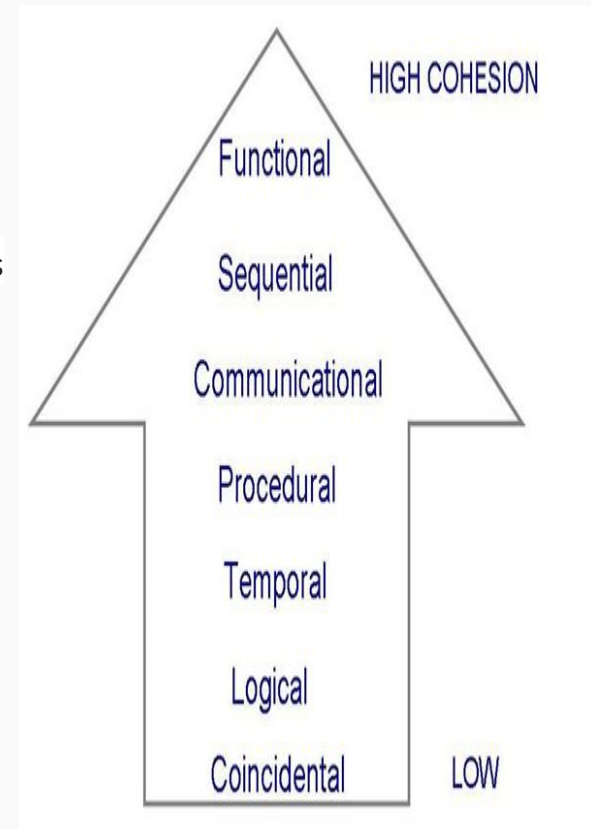 HIGH COHESION
Functional
Sequential
Communicational
Procedural
Temporal
Logical
Coincidental LOW